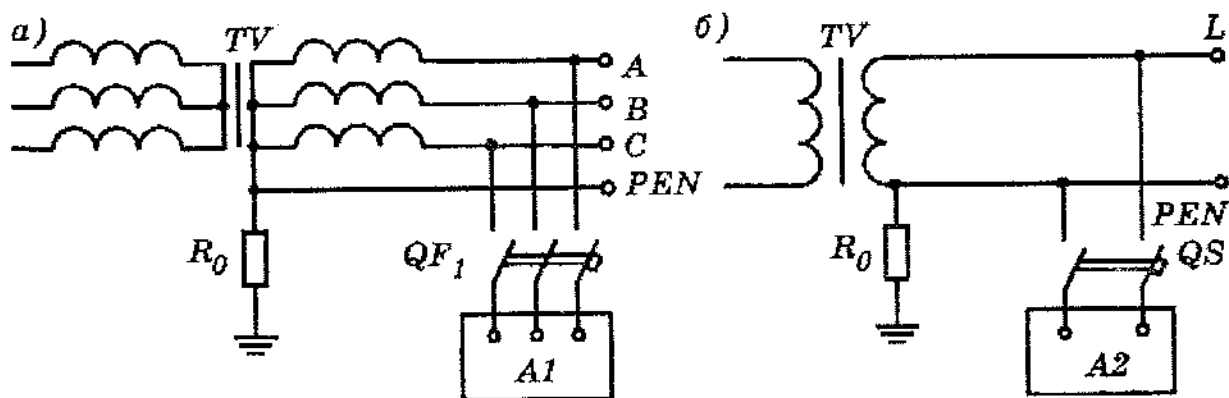 а)
TV
A
B
C
PEN
R₀
QF₁
A1
б)
TV
L
PEN
R₀
QS
A2